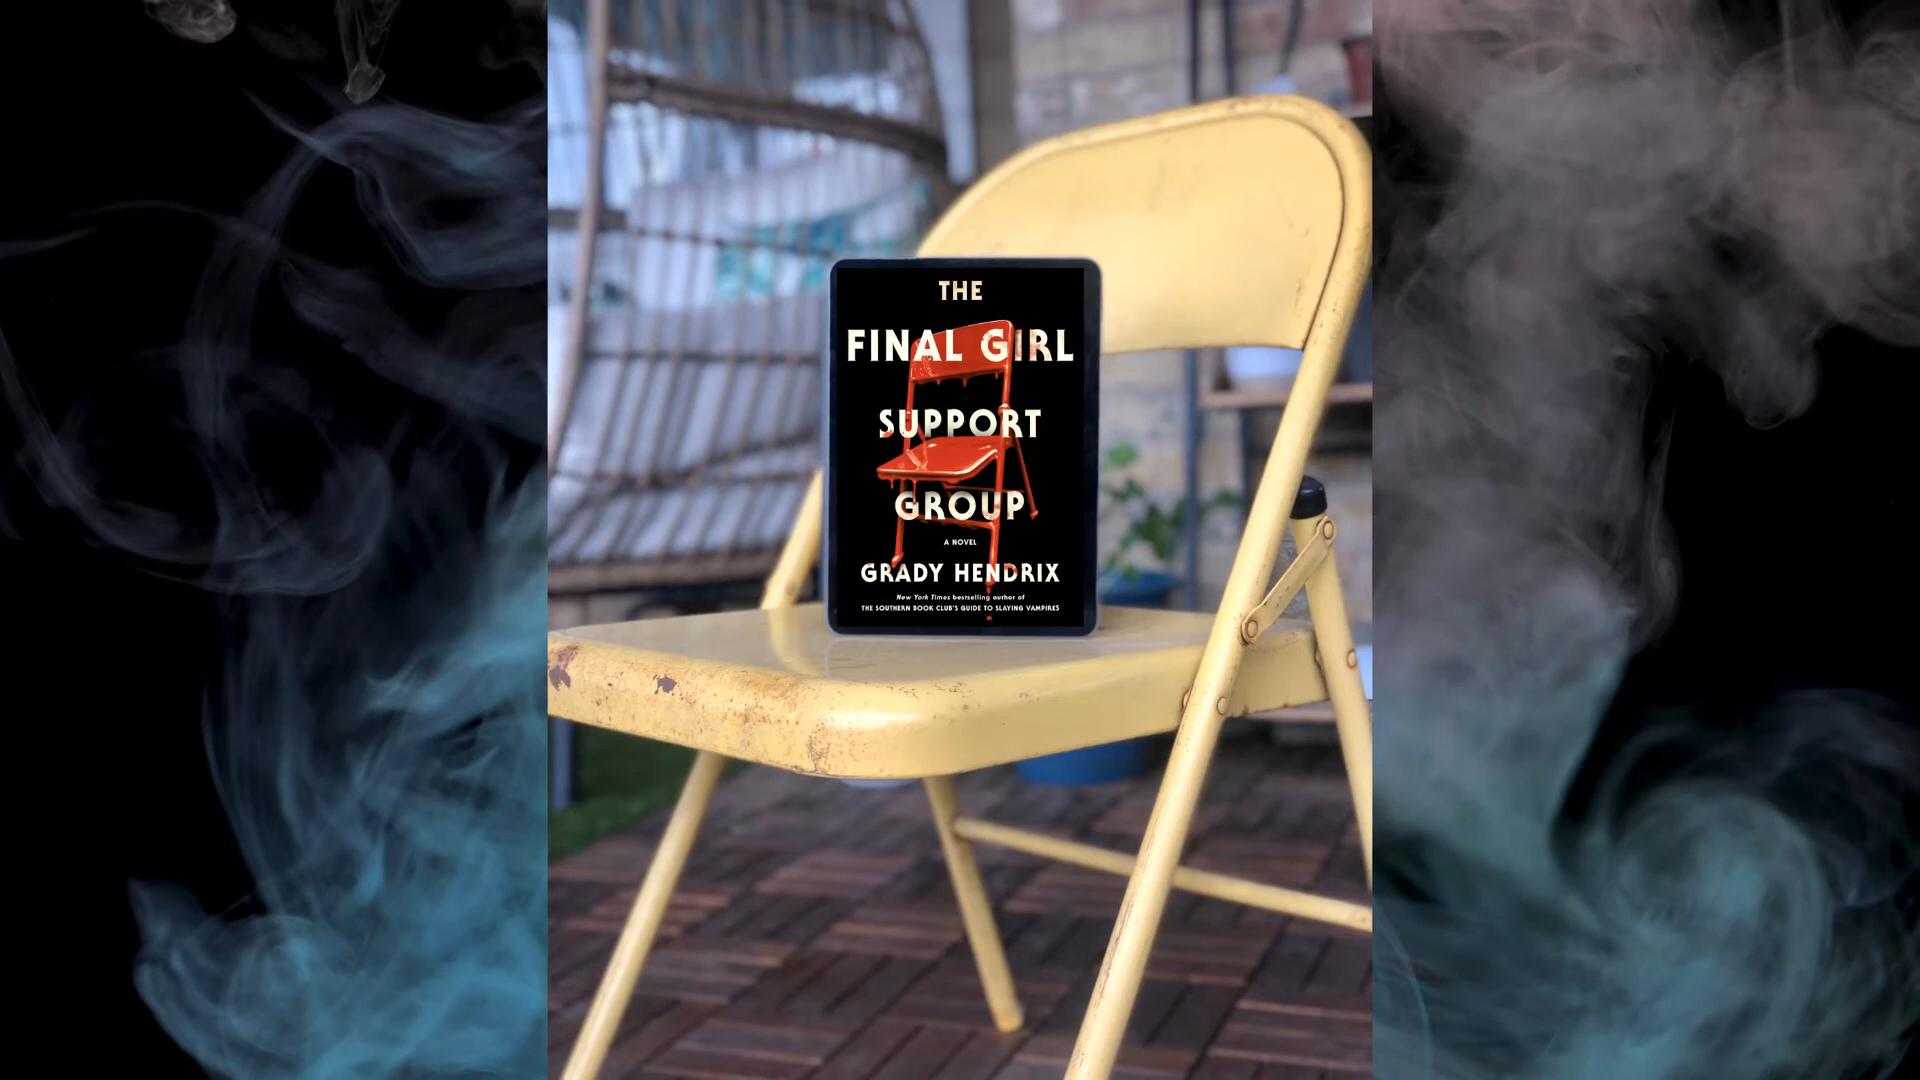 THE
FINAL GIRL
SUPPORT
GROUP
A NOVEL
GRADY HENDRIX
New York Times bestselling author of
THE SOUTHERN BOOK CLUB'S GUIDE TO SLAYING VAMPIRES